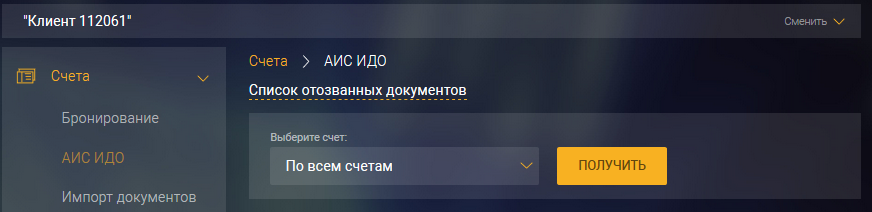 "Клиент 112061"
Сменить
Счета
Бронирование
АИС ИДО
Импорт документов
Счета
АИС ИДО
Список отозванных документов
Выберите счет:
По всем счетам
ПОЛУЧИТЬ